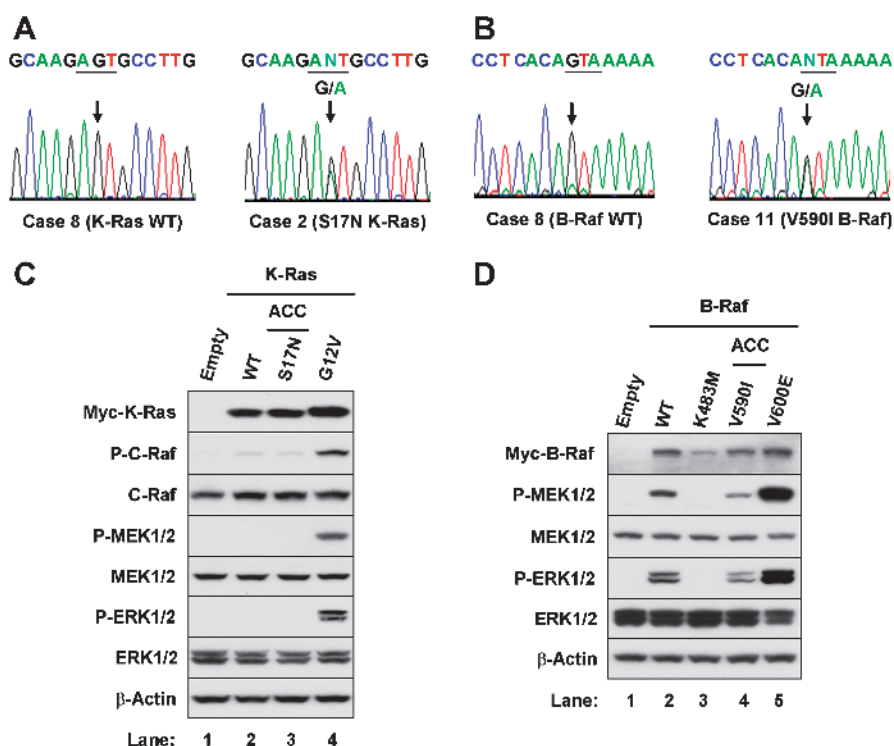 A
B
GCAAGAGTGCCTTG
GCAAGANTGCCTTG
CCTCACAGTAAAAA
CCTCACANTAAAAA
G/A
G/A
Case 8 (K-Ras WT)
Case 2 (S17N K-Ras)
Case 8 (B-Raf WT)
Case 11 (V590I B-Raf)
C
K-Ras
ACC
Empty
WT
S17N
G12V
Myc-K-Ras
P-C-Raf
C-Raf
P-MEK1/2
MEK1/2
P-ERK1/2
ERK1/2
β-Actin
Lane: 1 2 3 4
D
B-Raf
ACC
Empty
WT
K483M
V590I
V600E
Myc-B-Raf
P-MEK1/2
MEK1/2
P-ERK1/2
ERK1/2
β-Actin
Lane: 1 2 3 4 5